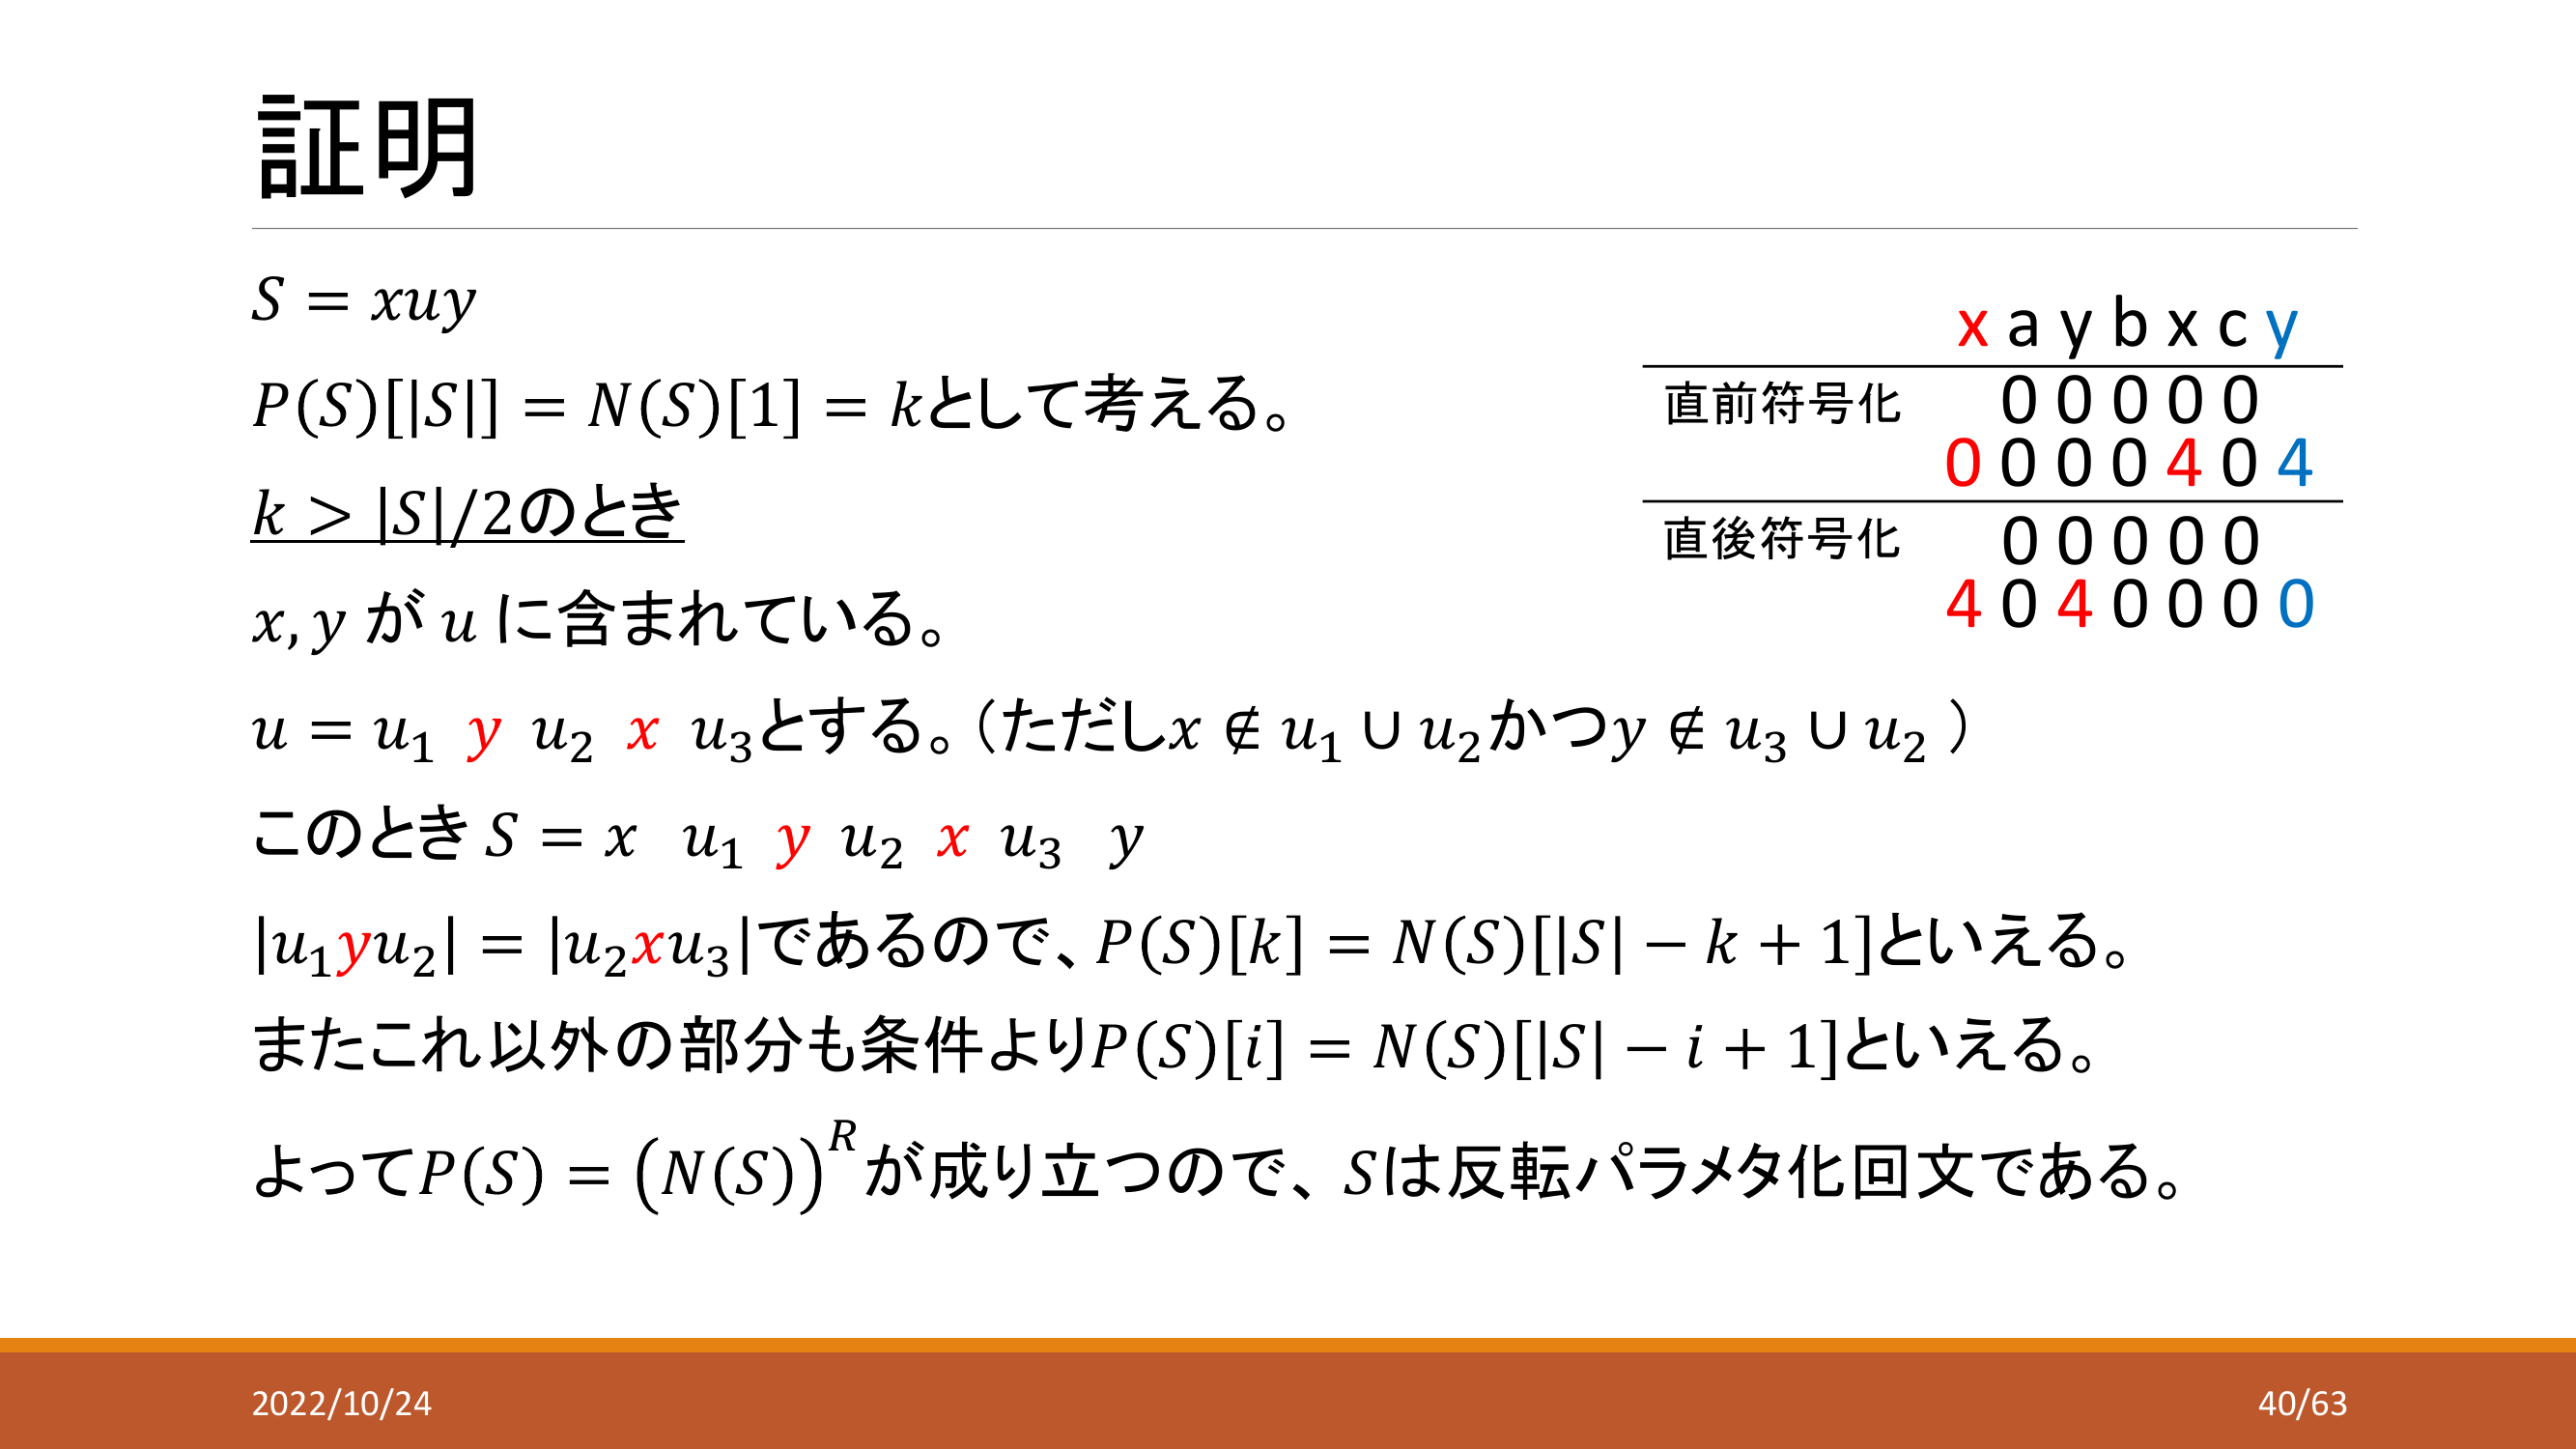 証明
S = xuy
P(S)[|S|] = N(S)[1] = kとして考える。
k > |S|/2のとき
x, y が u に含まれている。
u = u₁ y u₂ x u₃とする。（ただしx ∉ u₁ ∪ u₂かつy ∉ u₃ ∪ u₂ ）
このとき S = x u₁ y u₂ x u₃ y
|u₁yu₂| = |u₂xu₃|であるので、P(S)[k] = N(S)[|S| − k + 1]といえる。
またこれ以外の部分も条件よりP(S)[i] = N(S)[|S| − i + 1]といえる。
よってP(S) = (N(S))ᴿが成り立つので、Sは反転パラメタ化回文である。
x a y b x c y
直前符号化 0 0 0 0 0
0 0 0 0 4 0 4
直後符号化 0 0 0 0 0
4 0 4 0 0 0 0
2022/10/24
40/63